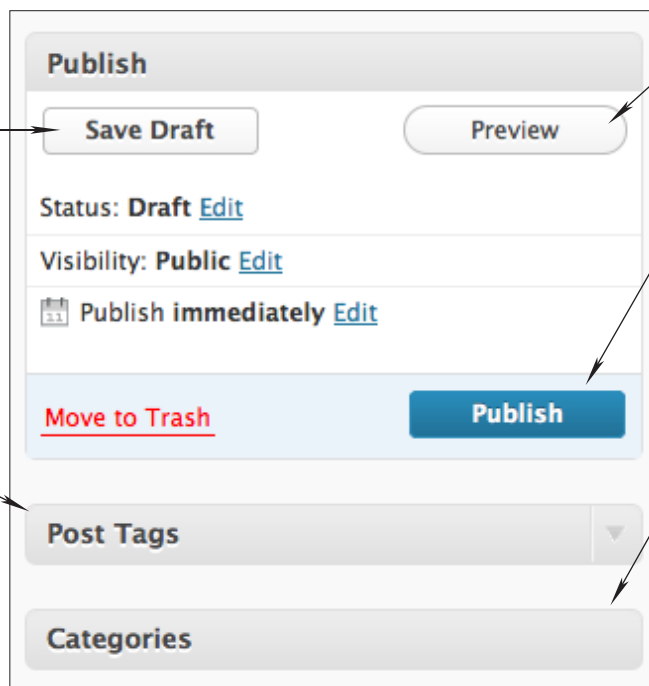 Publish
Save Draft Preview
Status: Draft Edit
Visibility: Public Edit
11 Publish immediately Edit
Move to Trash Publish
Post Tags
Categories